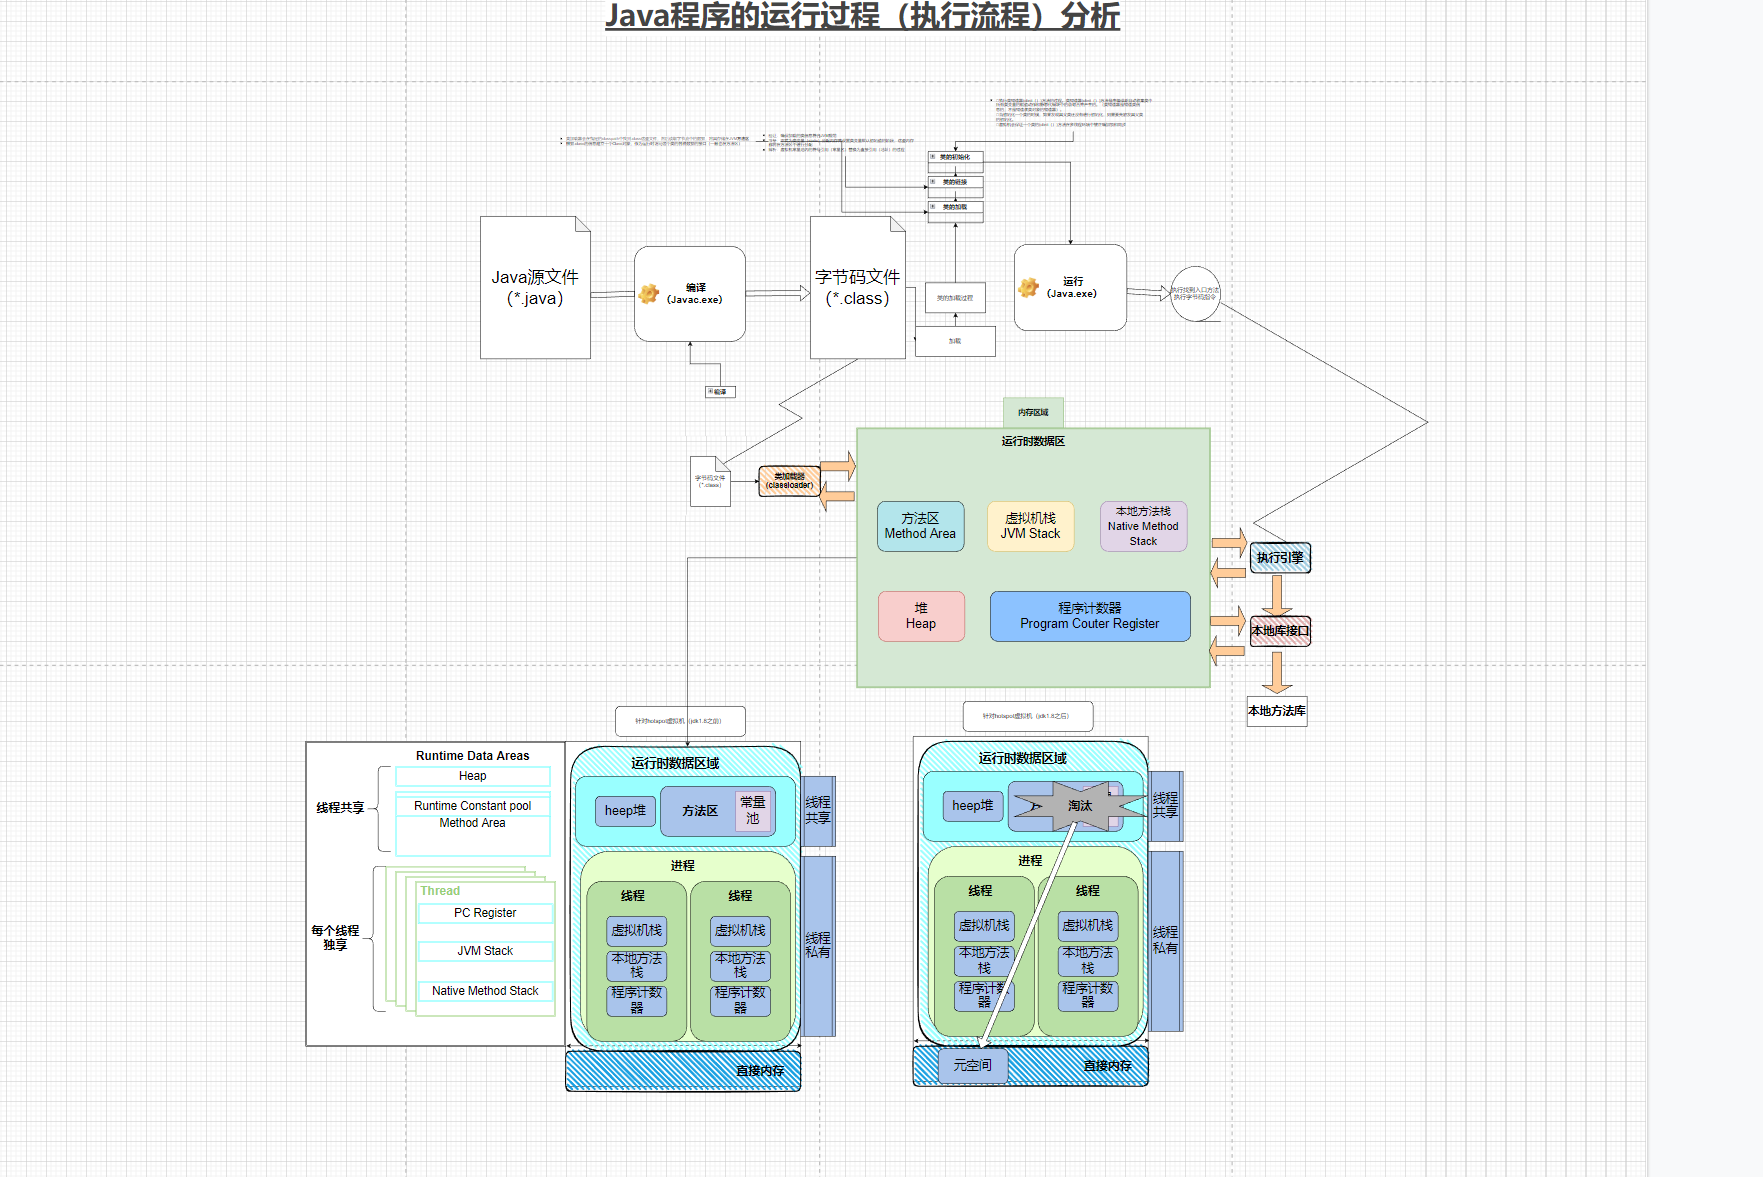 Java程序的运行过程（执行流程）分析
类的初始化
类的链接
类的加载
Java源文件
（*.java）
编译
（Javac.exe）
字节码文件
（*.class）
类的加载过程
加载
运行
（Java.exe）
执行找到入口方法
执行字节码指令
编译
内存区域
运行时数据区
字节码文件
（*.class）
类加载器
（classloader）
方法区
Method Area
虚拟机栈
JVM Stack
本地方法栈
Native Method
Stack
堆
Heap
程序计数器
Program Couter Register
执行引擎
本地库接口
本地方法库
针对hotspot虚拟机（jdk1.8之前）
针对hotspot虚拟机（jdk1.8之后）
Runtime Data Areas
线程共享
Heap
Runtime Constant pool
Method Area
每个线程
独享
Thread
PC Register
JVM Stack
Native Method Stack
运行时数据区域
heep堆
方法区
常量
池
线程
共享
进程
线程
虚拟机栈
本地方法
栈
程序计数
器
线程
虚拟机栈
本地方法
栈
程序计数
器
线程
私有
直接内存
运行时数据区域
heep堆
淘汰
线程
共享
进程
线程
虚拟机栈
本地方法
栈
程序计数
器
线程
虚拟机栈
本地方法
栈
程序计数
器
线程
私有
元空间
直接内存